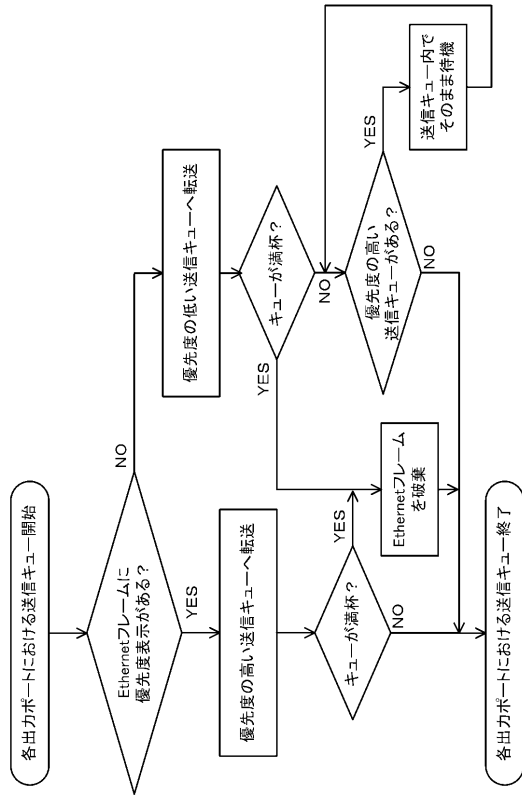 各出力ポートにおける送信キュー開始
Ethernetフレームに
優先度表示がある？
NO
YES
優先度の高い送信キューへ転送
優先度の低い送信キューへ転送
キューが満杯？
YES
NO
キューが満杯？
YES
NO
Ethernetフレーム
を破棄
優先度の高い
送信キューがある？
YES
NO
送信キュー内で
そのまま待機
各出力ポートにおける送信キュー終了